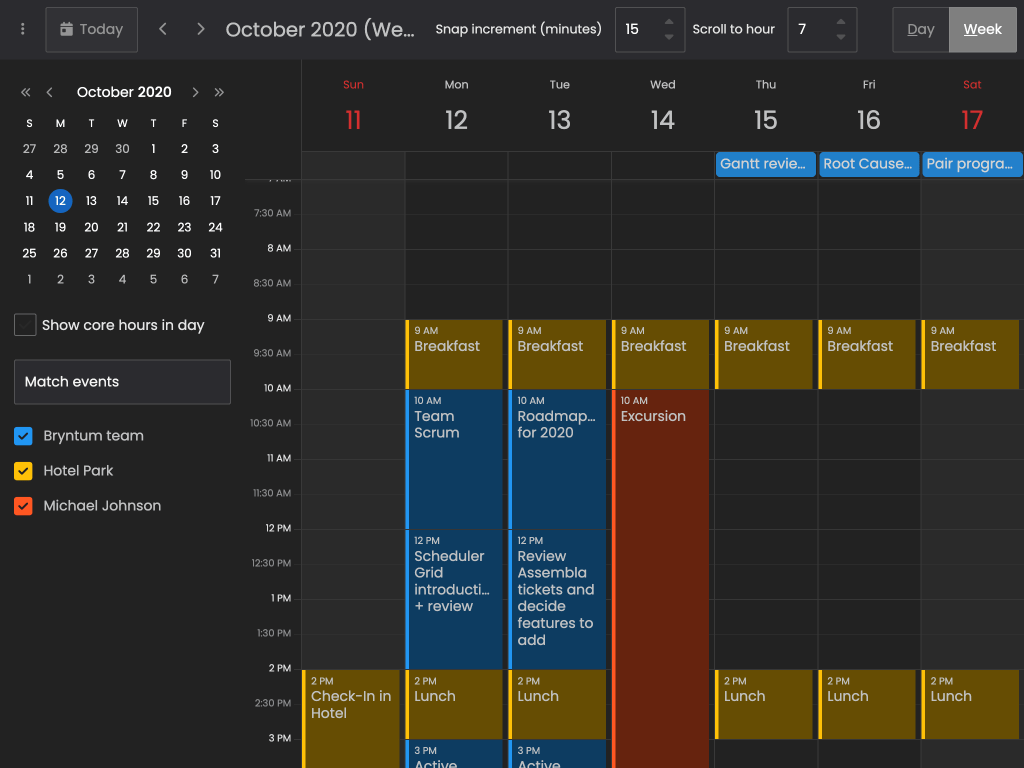 Today
October 2020 (We...
Snap increment (minutes)
15
Scroll to hour
7
Day
Week
October 2020
S M T W T F S
27 28 29 30 1 2 3
4 5 6 7 8 9 10
11 12 13 14 15 16 17
18 19 20 21 22 23 24
25 26 27 28 29 30 31
1 2 3 4 5 6 7
Show core hours in day
Match events
Bryntum team
Hotel Park
Michael Johnson
Sun Mon Tue Wed Thu Fri Sat
11 12 13 14 15 16 17
Gantt revie... Root Cause... Pair progra...
7:30 AM
8 AM
8:30 AM
9 AM
9:30 AM
10 AM
10:30 AM
11 AM
11:30 AM
12 PM
12:30 PM
1 PM
1:30 PM
2 PM
2:30 PM
3 PM
2 PM
Check-In in
Hotel
9 AM
Breakfast
10 AM
Team
Scrum
12 PM
Scheduler
Grid
introducti...
+ review
2 PM
Lunch
3 PM
Active
9 AM
Breakfast
10 AM
Roadmap...
for 2020
12 PM
Review
Assembla
tickets and
decide
features to
add
2 PM
Lunch
3 PM
Active
9 AM
Breakfast
10 AM
Excursion
9 AM
Breakfast
2 PM
Lunch
9 AM
Breakfast
2 PM
Lunch
9 AM
Breakfast
2 PM
Lunch